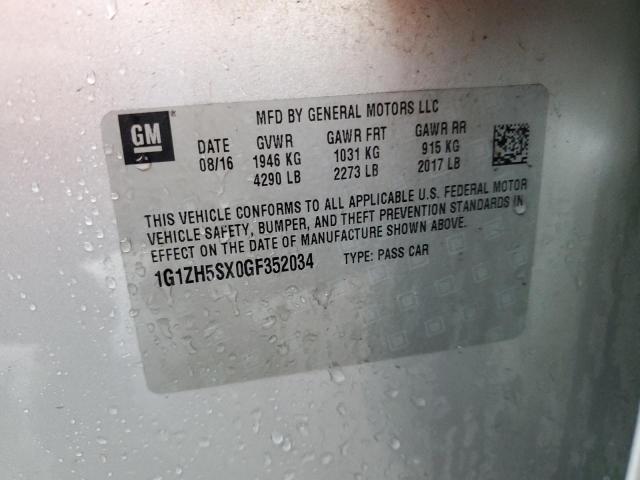 GM
MFD BY GENERAL MOTORS LLC
DATE GVWR GAWR FRT GAWR RR
08/16 1946 KG 1031 KG 915 KG
4290 LB 2273 LB 2017 LB
THIS VEHICLE CONFORMS TO ALL APPLICABLE U.S. FEDERAL MOTOR
VEHICLE SAFETY, BUMPER, AND THEFT PREVENTION STANDARDS IN
EFFECT ON THE DATE OF MANUFACTURE SHOWN ABOVE.
1G1ZH5SX0GF352034 TYPE: PASS CAR